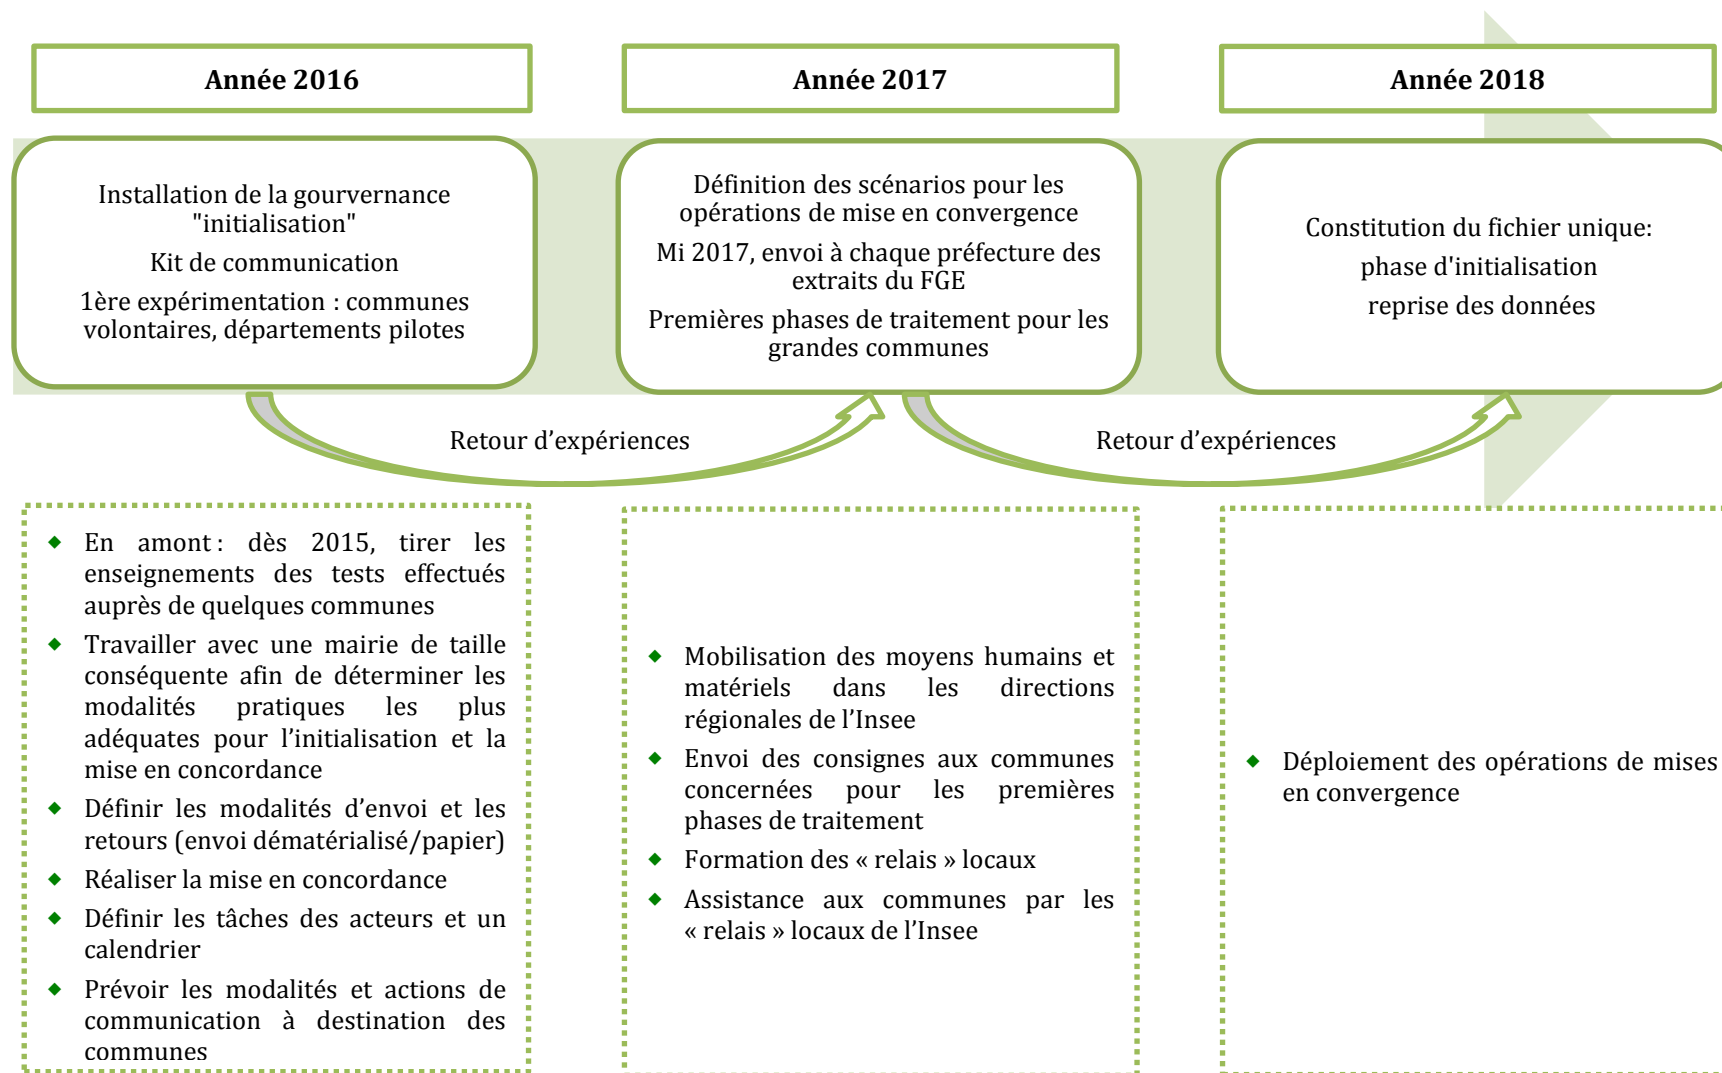 Année 2016
Année 2017
Année 2018
Installation de la gourvernance
"initialisation"
Kit de communication
1ère expérimentation : communes
volontaires, départements pilotes
Définition des scénarios pour les
opérations de mise en convergence
Mi 2017, envoi à chaque préfecture des
extraits du FGE
Premières phases de traitement pour les
grandes communes
Constitution du fichier unique:
phase d'initialisation
reprise des données
Retour d’expériences
Retour d’expériences
◆ En amont : dès 2015, tirer les
enseignements des tests effectués
auprès de quelques communes
◆ Travailler avec une mairie de taille
conséquente afin de déterminer les
modalités pratiques les plus
adéquates pour l’initialisation et la
mise en concordance
◆ Définir les modalités d’envoi et les
retours (envoi dématérialisé/papier)
◆ Réaliser la mise en concordance
◆ Définir les tâches des acteurs et un
calendrier
◆ Prévoir les modalités et actions de
communication à destination des
communes
◆ Mobilisation des moyens humains et
matériels dans les directions
régionales de l’Insee
◆ Envoi des consignes aux communes
concernées pour les premières
phases de traitement
◆ Formation des « relais » locaux
◆ Assistance aux communes par les
« relais » locaux de l’Insee
◆ Déploiement des opérations de mises
en convergence